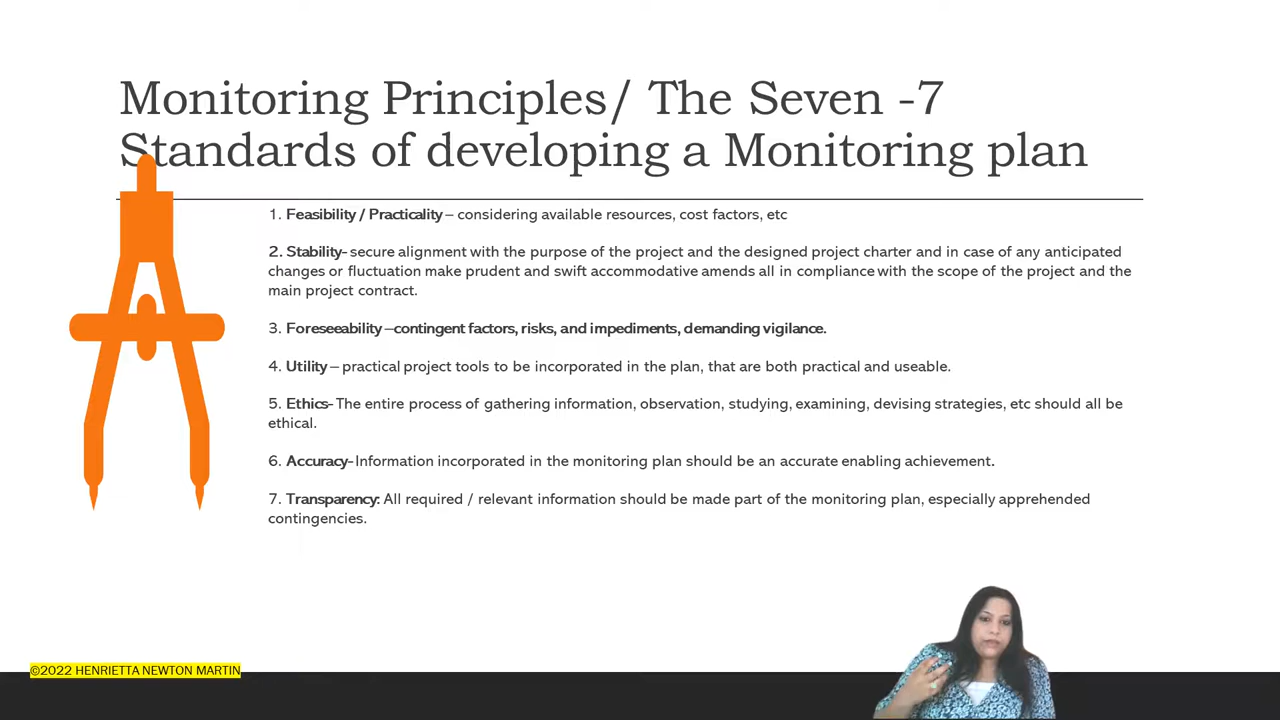 Monitoring Principles/ The Seven -7
Standards of developing a Monitoring plan
1. Feasibility / Practicality – considering available resources, cost factors, etc
2. Stability- secure alignment with the purpose of the project and the designed project charter and in case of any anticipated
changes or fluctuation make prudent and swift accommodative amends all in compliance with the scope of the project and the
main project contract.
3. Foreseeability –contingent factors, risks, and impediments, demanding vigilance.
4. Utility – practical project tools to be incorporated in the plan, that are both practical and useable.
5. Ethics- The entire process of gathering information, observation, studying, examining, devising strategies, etc should all be
ethical.
6. Accuracy- Information incorporated in the monitoring plan should be an accurate enabling achievement.
7. Transparency: All required / relevant information should be made part of the monitoring plan, especially apprehended
contingencies.
©2022 HENRIETTA NEWTON MARTIN